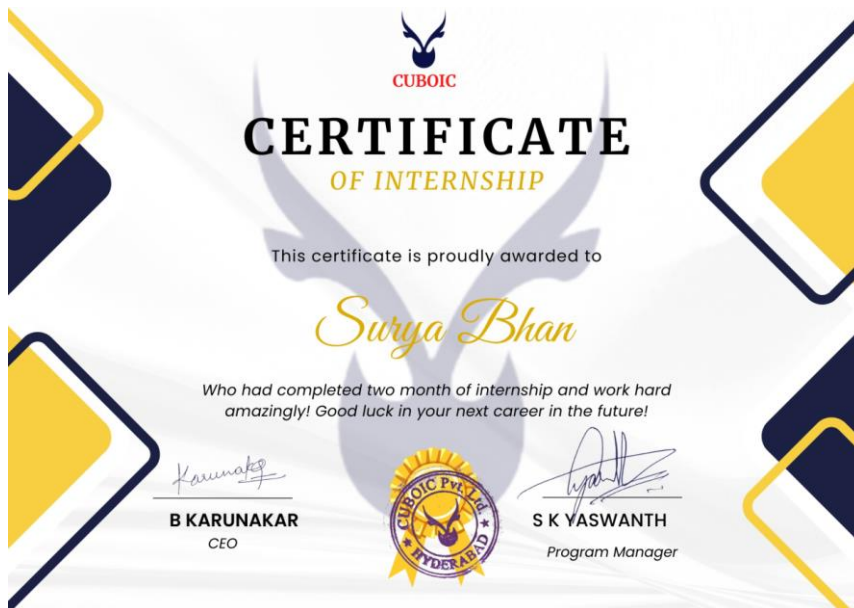 CUBOIC
CERTIFICATE
OF INTERNSHIP
This certificate is proudly awarded to
Surya Bhan
Who had completed two month of internship and work hard
amazingly! Good luck in your next career in the future!
Karunakar
B KARUNAKAR
CEO
CUBOIC Pvt. Ltd.
★ HYDERABAD ★
S K YASWANTH
Program Manager